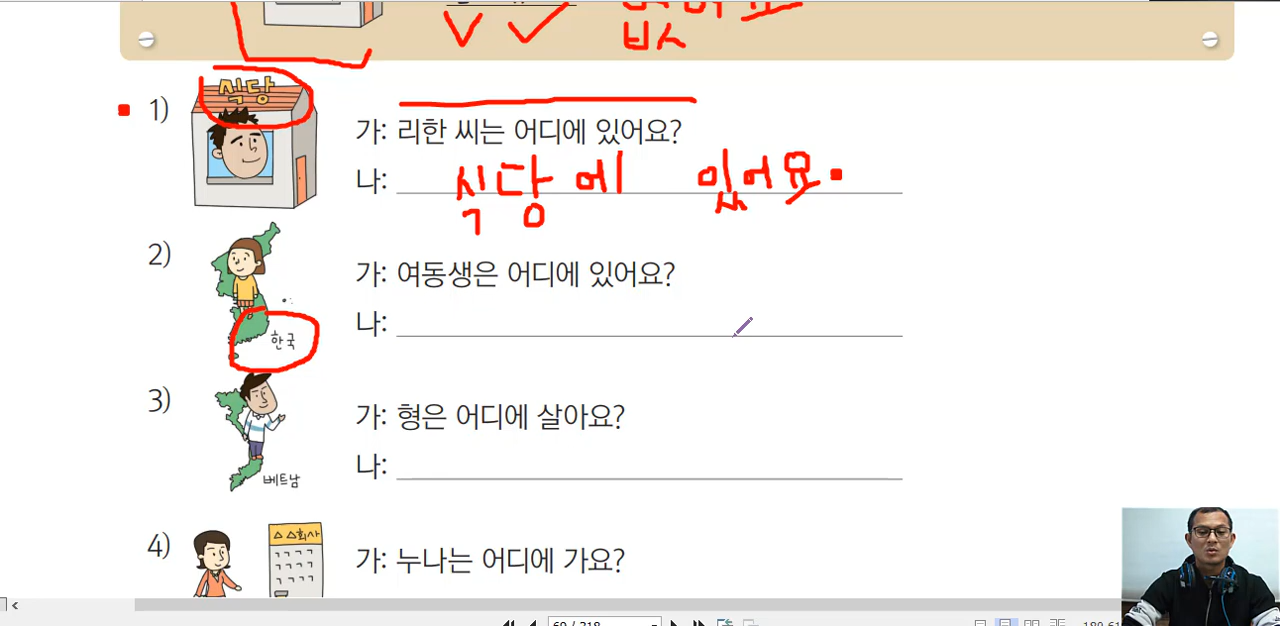 식당
1)
가: 리한 씨는 어디에 있어요?
나: 식당에 있어요.
2)
가: 여동생은 어디에 있어요?
나:
한국
3)
가: 형은 어디에 살아요?
나:
베트남
4)
△△회사
가: 누나는 어디에 가요?